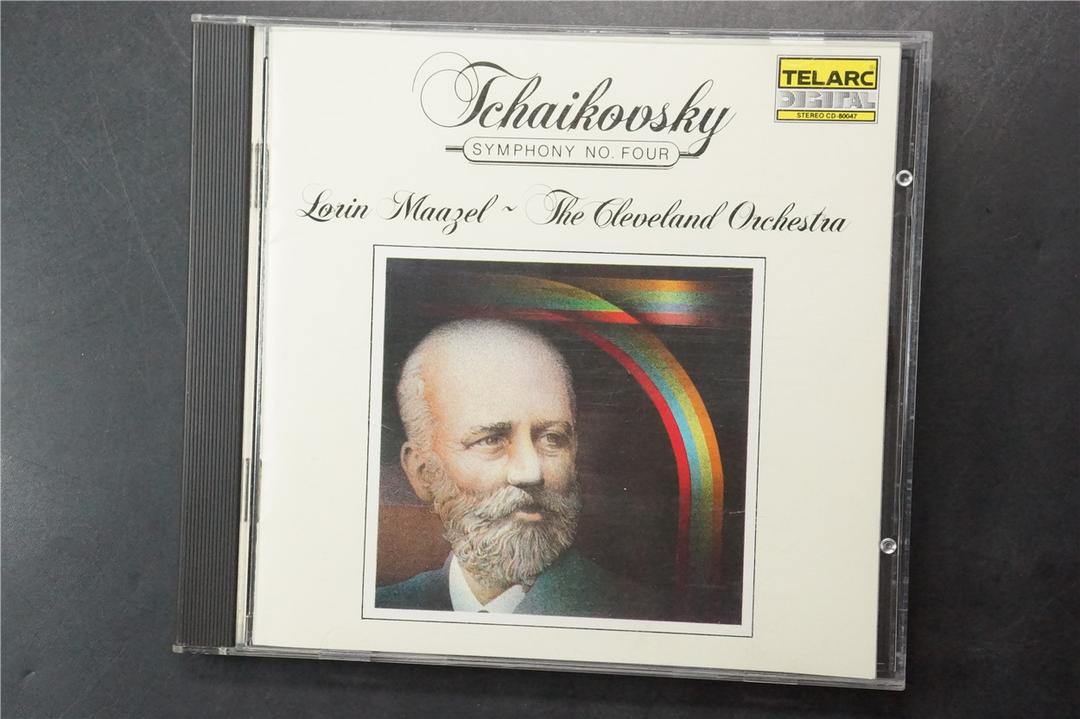 Tchaikovsky
SYMPHONY NO. FOUR
TELARC
DIGITAL
STEREO CD-80047
Lorin Maazel ~ The Cleveland Orchestra